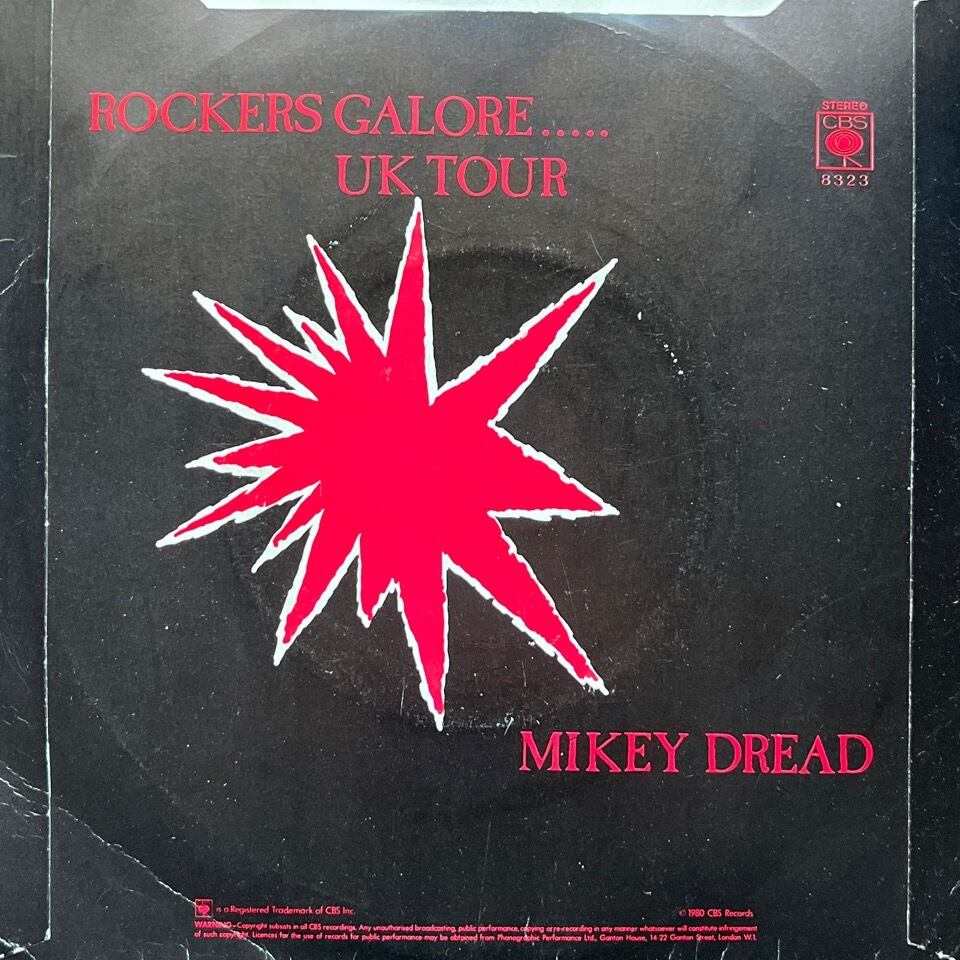 ROCKERS GALORE.....
UK TOUR
STEREO
CBS
8323
MIKEY DREAD
is a Registered Trademark of CBS Inc.
© 1980 CBS Records
WARNING–Copyright subsists in all CBS recordings. Any unauthorised broadcasting, public performance, copying or re-recording in any manner whatsoever will constitute infringement
of such copyright. Licences for the use of records for public performance may be obtained from Phonographic Performance Ltd., Ganton House, 14-22 Ganton Street, London W.1.